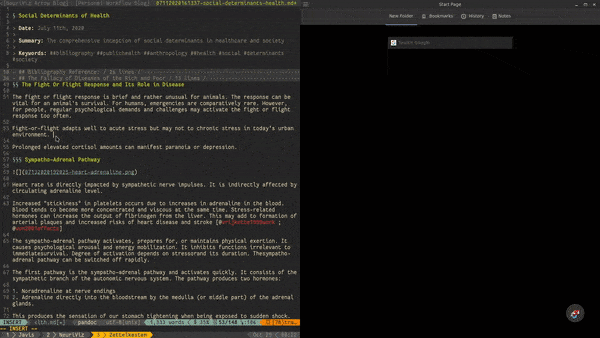 07112020161337-social-determinants-health.md+
Start Page
§ Social Determinants of Health
New Folder Bookmarks History Notes
» Date: July 11th, 2020
» Summary: The comprehensive inception of social determinants in healthcare and society
» Keywords: ##bibliography ##publichealth ##anthropology ##health #social #determinants
#society
## Bibliography Reference:
## The Fallacy of Diseases of the Rich and Poor
§§ The Fight Or Flight Response and Its Role in Disease
The fight or flight response is brief and rather unusual for animals. The response can be
vital for an animal's survival. For humans, emergencies are comparatively rare. However,
for people, regular psychological demands and challenges may activate the fight or flight
response too often.
Fight-or-flight adapts well to acute stress but may not to chronic stress in today's urban
environment.
Prolonged elevated cortisol amounts can manifest paranoia or depression.
§§§ Sympatho-Adrenal Pathway
Heart rate is directly impacted by sympathetic nerve impulses. It is indirectly affected by
circulating adrenaline level.
Increased "stickiness" in platelets occurs due to increases in adrenaline in the blood.
Blood tends to become more concentrated and viscous at the same time. Stress-related
hormones can increase the output of fibrinogen from the liver. This may add to formation of
arterial plaques and increased risks of heart disease and stroke
The sympatho-adrenal pathway activates, prepares for, or maintains physical exertion. It
causes psychological arousal and energy mobilization. It inhibits functions irrelevant to
immediatesurvival. Degree of activation depends on stressorand its duration. Thesympatho-
adrenal pathway can be switched off rapidly.
The first pathway is the sympatho-adrenal pathway and activates quickly. It consists of the
sympathetic branch of the autonomic nervous system. The pathway produces two hormones:
1. Noradrenaline at nerve endings
2. Adrenaline directly into the bloodstream by the medulla (or middle part) of the adrenal
glands.
This produces the sensation of our stomach tightening when being exposed to sudden shock.
INSERT
pandoc
-- INSERT --
1 Javis 2 NeuriViz 3 Zettelkasten